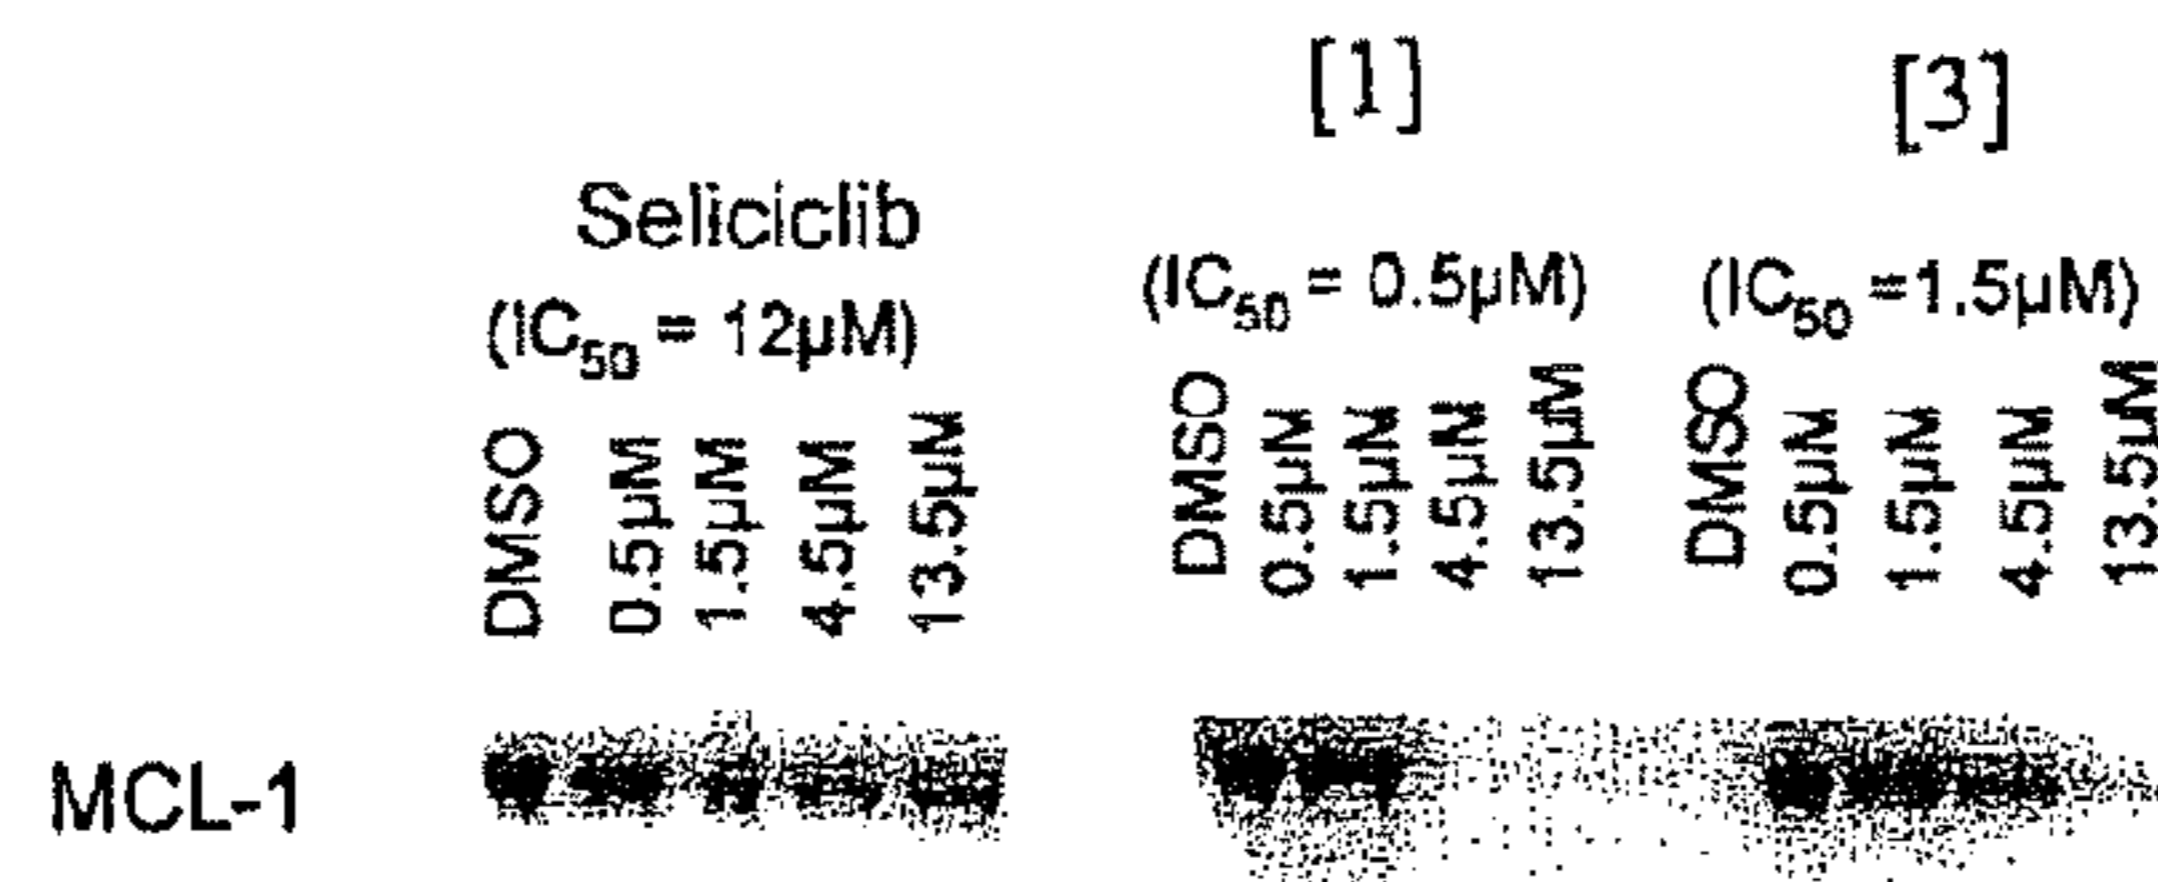 [1]
[3]
Seliciclib
(IC50 = 12µM)
(IC50 = 0.5µM)
(IC50 =1.5µM)
DMSO
0.5µM
1.5µM
4.5µM
13.5µM
DMSO
0.5µM
1.5µM
4.5µM
13.5µM
DMSO
0.5µM
1.5µM
4.5µM
13.5µM
MCL-1